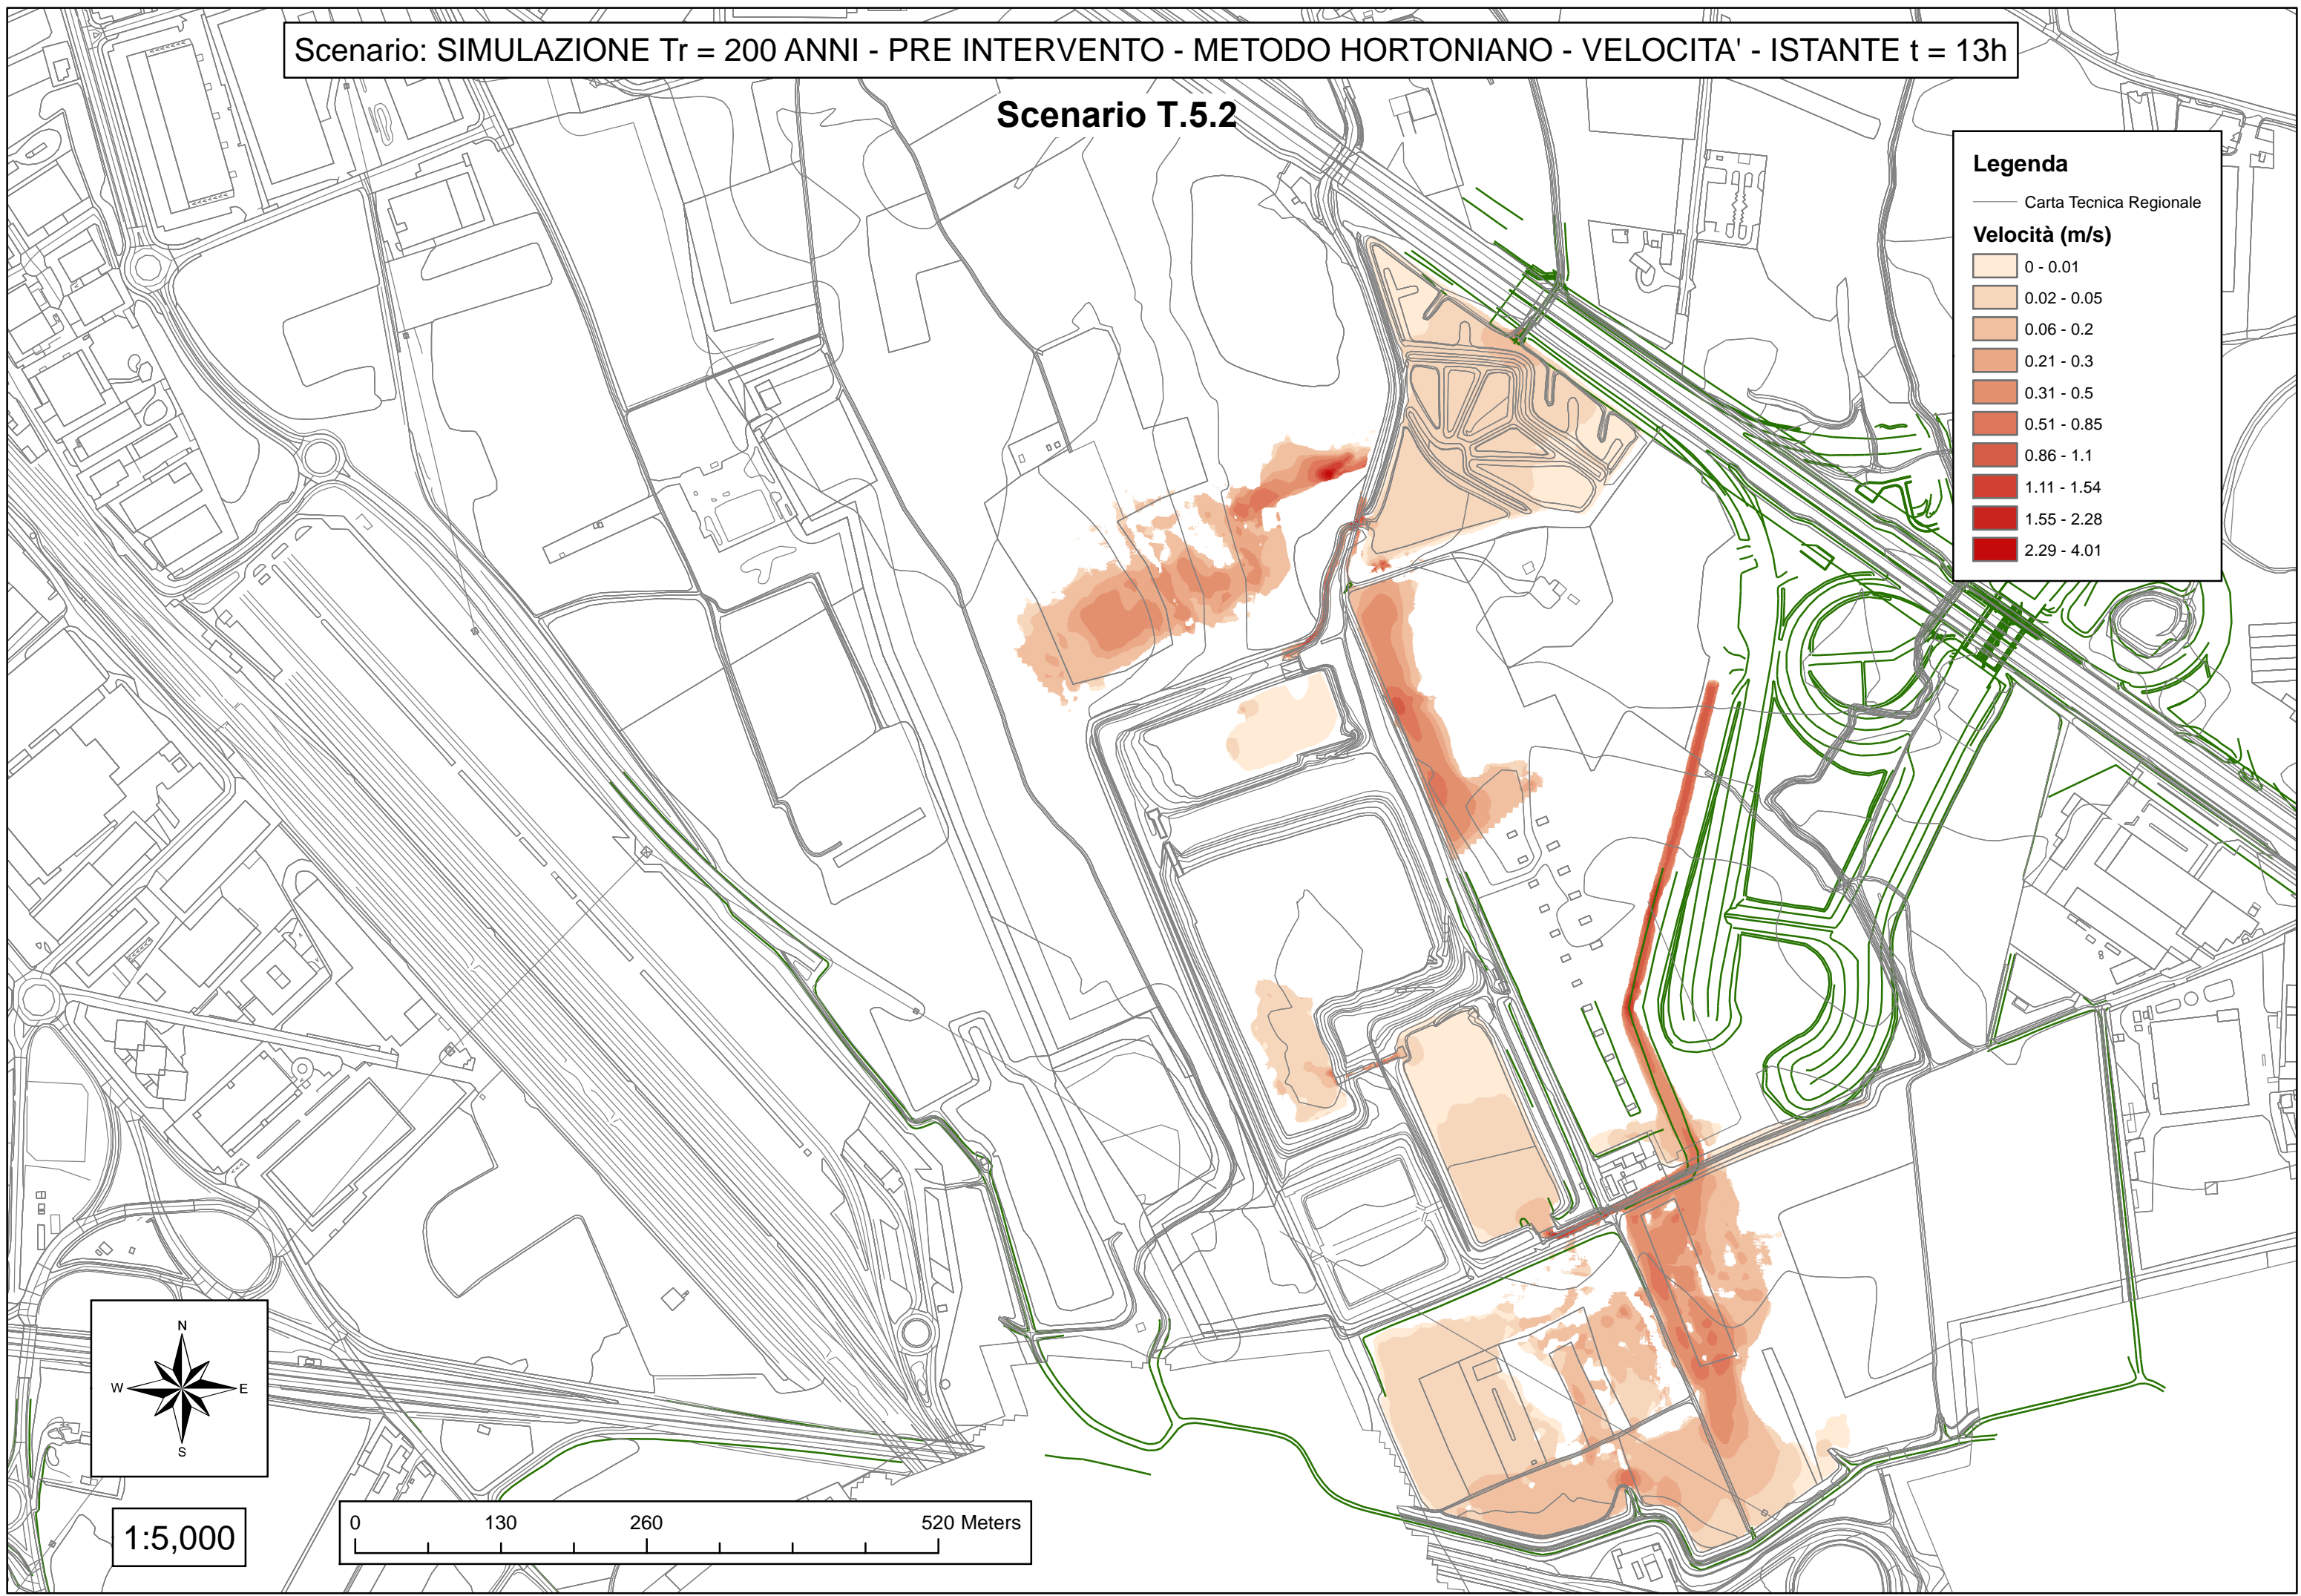 Scenario: SIMULAZIONE Tr = 200 ANNI - PRE INTERVENTO - METODO HORTONIANO - VELOCITA' - ISTANTE t = 13h
Scenario T.5.2
Legenda
Carta Tecnica Regionale
Velocità (m/s)
0 - 0.01
0.02 - 0.05
0.06 - 0.2
0.21 - 0.3
0.31 - 0.5
0.51 - 0.85
0.86 - 1.1
1.11 - 1.54
1.55 - 2.28
2.29 - 4.01
N
W
E
S
1:5,000
0 130 260 520 Meters